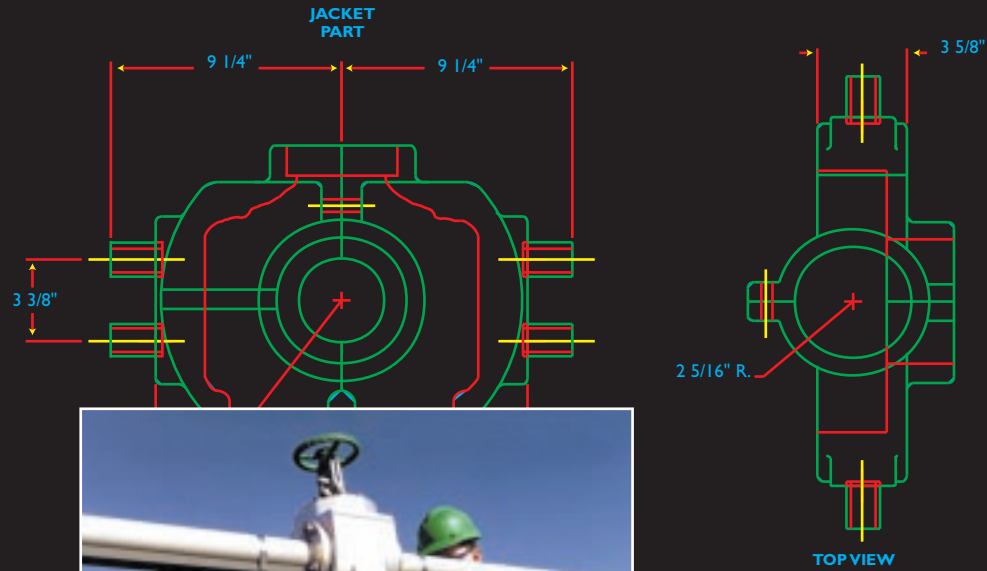 JACKET
PART
9 1/4"
9 1/4"
3 5/8"
3 3/8"
2 5/16" R.
TOP VIEW